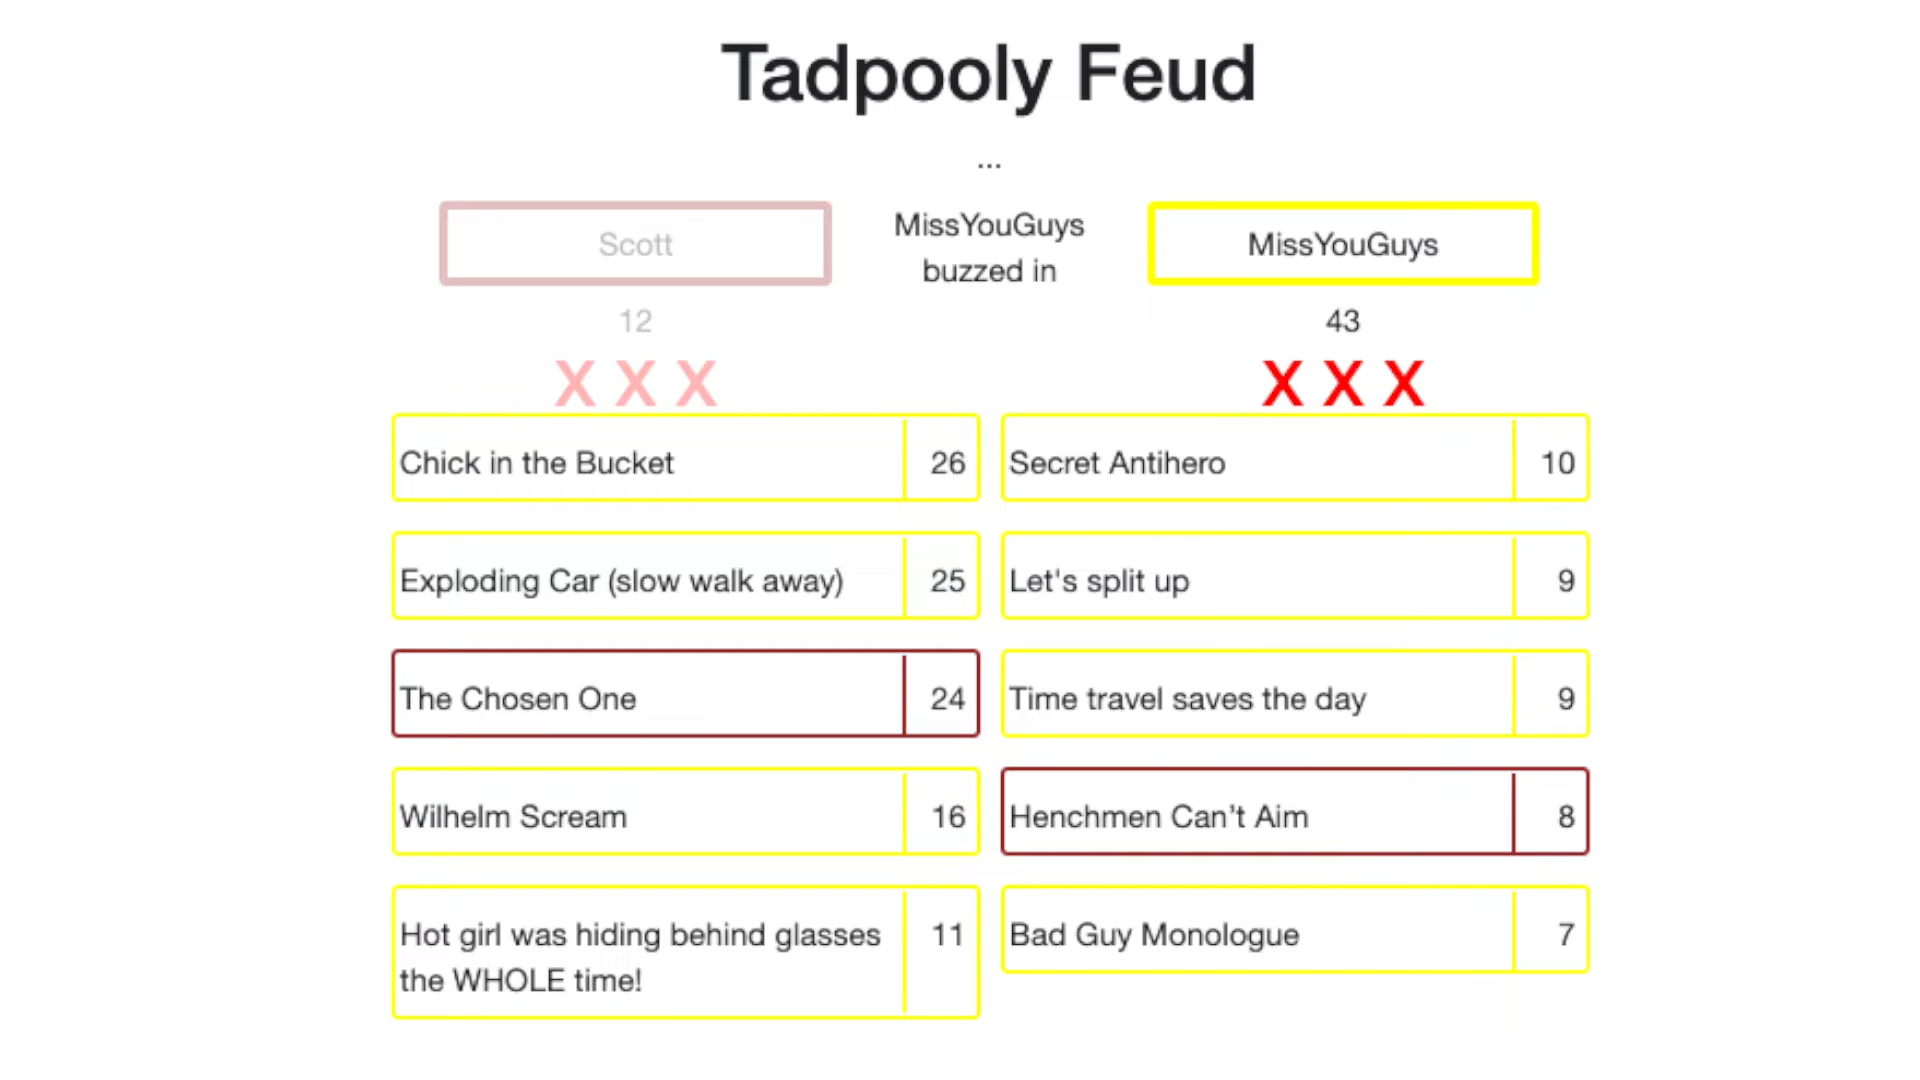 Tadpooly Feud
...
Scott
MissYouGuys
buzzed in
MissYouGuys
12
43
X X X
X X X
Chick in the Bucket 26
Secret Antihero 10
Exploding Car (slow walk away) 25
Let's split up 9
The Chosen One 24
Time travel saves the day 9
Wilhelm Scream 16
Henchmen Can’t Aim 8
Hot girl was hiding behind glasses 11
the WHOLE time!
Bad Guy Monologue 7